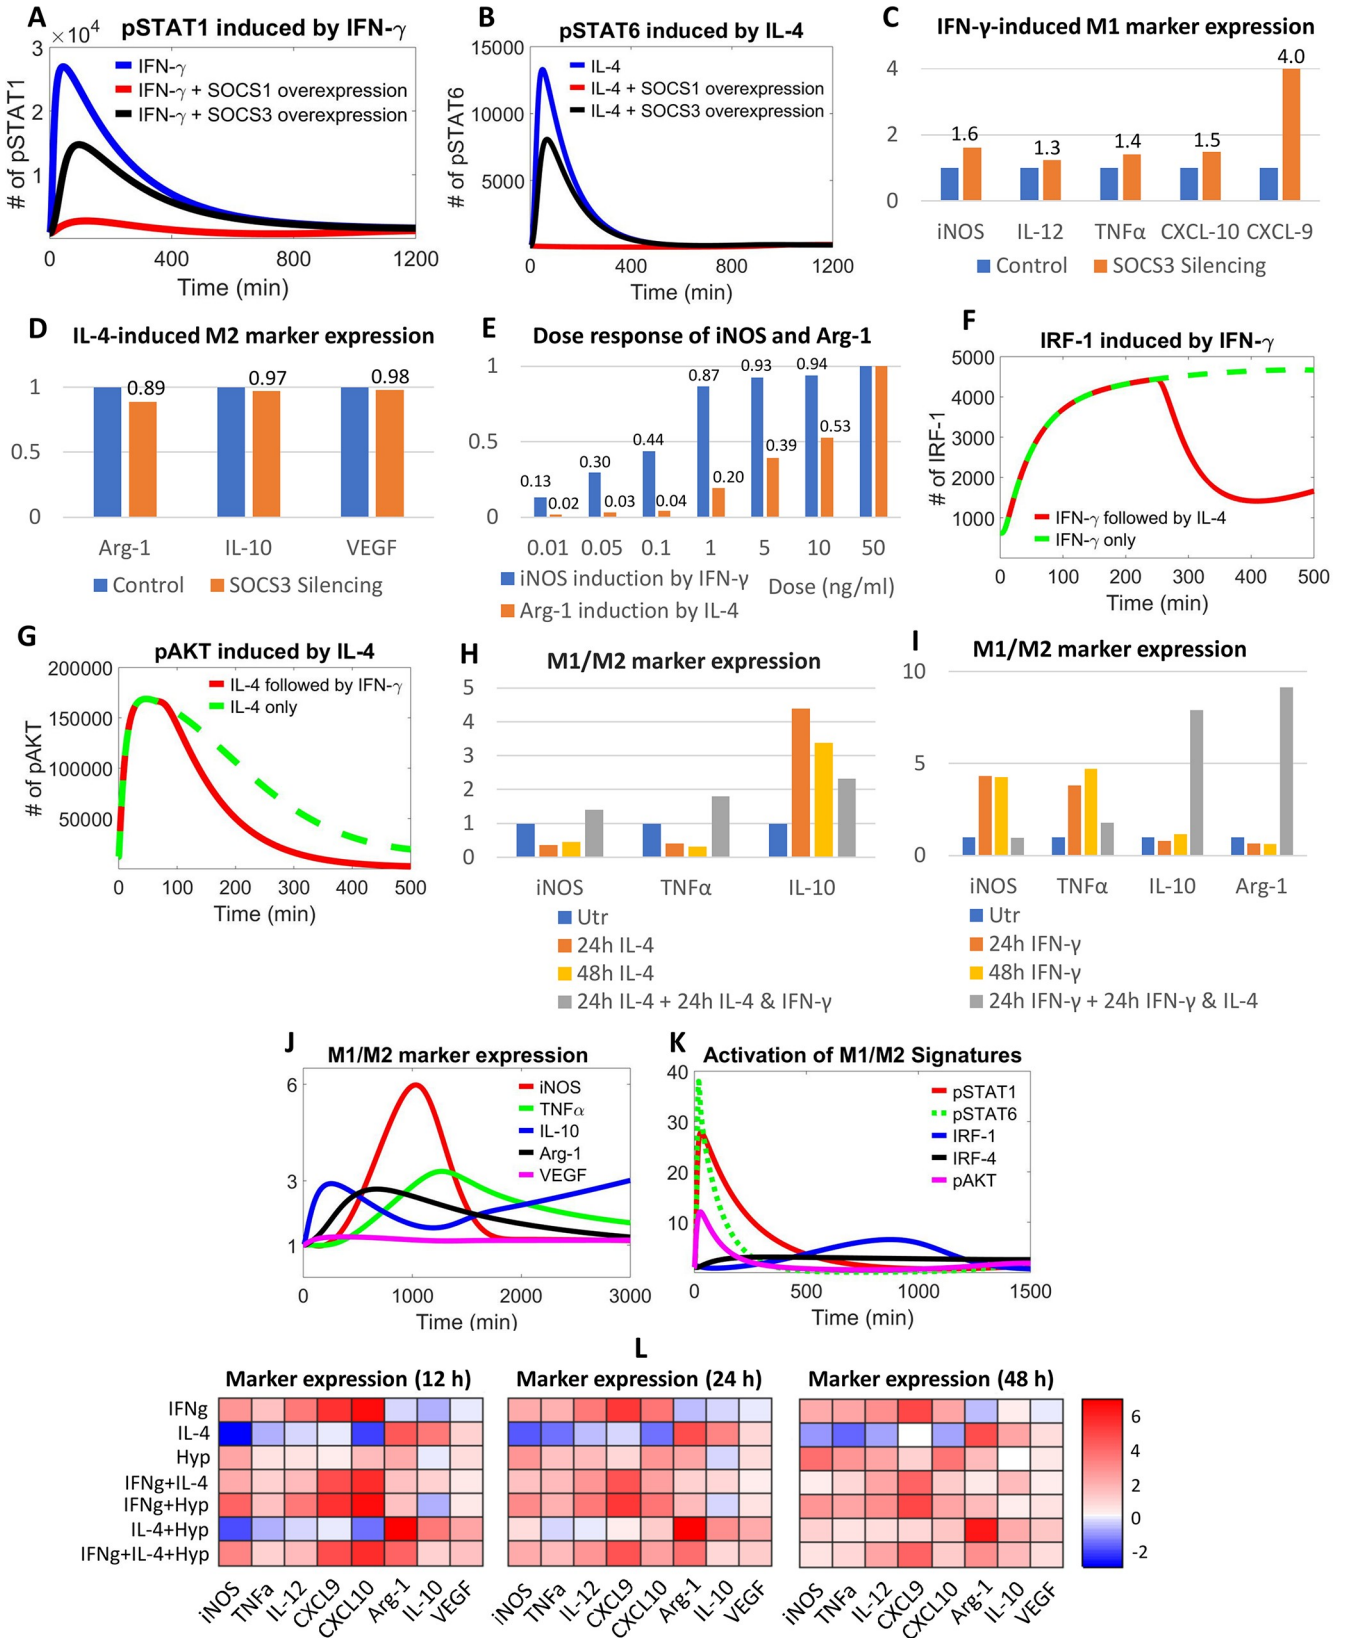 A
pSTAT1 induced by IFN-γ
×10⁴
3
2
1
# of pSTAT1
IFN-γ
IFN-γ + SOCS1 overexpression
IFN-γ + SOCS3 overexpression
0 400 800 1200
Time (min)
B
pSTAT6 induced by IL-4
15000
10000
5000
0
# of pSTAT6
IL-4
IL-4 + SOCS1 overexpression
IL-4 + SOCS3 overexpression
0 400 800 1200
Time (min)
C
IFN-γ-induced M1 marker expression
4
2
0
1.6 1.3 1.4 1.5 4.0
iNOS IL-12 TNFα CXCL-10 CXCL-9
Control SOCS3 Silencing
D
IL-4-induced M2 marker expression
1
0.5
0
0.89 0.97 0.98
Arg-1 IL-10 VEGF
Control SOCS3 Silencing
E
Dose response of iNOS and Arg-1
1
0.5
0
0.13 0.30 0.44 0.87 0.93 0.94
0.02 0.03 0.04 0.20 0.39 0.53
0.01 0.05 0.1 1 5 10 50
iNOS induction by IFN-γ
Dose (ng/ml)
Arg-1 induction by IL-4
F
IRF-1 induced by IFN-γ
5000
4000
3000
2000
1000
# of IRF-1
IFN-γ followed by IL-4
IFN-γ only
0 100 200 300 400 500
Time (min)
G
pAKT induced by IL-4
200000
150000
100000
50000
# of pAKT
IL-4 followed by IFN-γ
IL-4 only
0 100 200 300 400 500
Time (min)
H
M1/M2 marker expression
5
4
3
2
1
0
iNOS TNFα IL-10
Utr
24h IL-4
48h IL-4
24h IL-4 + 24h IL-4 & IFN-γ
I
M1/M2 marker expression
10
5
0
iNOS TNFα IL-10 Arg-1
Utr
24h IFN-γ
48h IFN-γ
24h IFN-γ + 24h IFN-γ & IL-4
J
M1/M2 marker expression
6
3
1
iNOS
TNFα
IL-10
Arg-1
VEGF
0 1000 2000 3000
Time (min)
K
Activation of M1/M2 Signatures
40
30
20
10
pSTAT1
pSTAT6
IRF-1
IRF-4
pAKT
0 500 1000 1500
Time (min)
L
Marker expression (12 h) Marker expression (24 h) Marker expression (48 h)
IFNg
IL-4
Hyp
IFNg+IL-4
IFNg+Hyp
IL-4+Hyp
IFNg+IL-4+Hyp
iNOS TNFa IL-12 CXCL9 CXCL10 Arg-1 IL-10 VEGF
iNOS TNFa IL-12 CXCL9 CXCL10 Arg-1 IL-10 VEGF
iNOS TNFa IL-12 CXCL9 CXCL10 Arg-1 IL-10 VEGF
6
4
2
0
-2